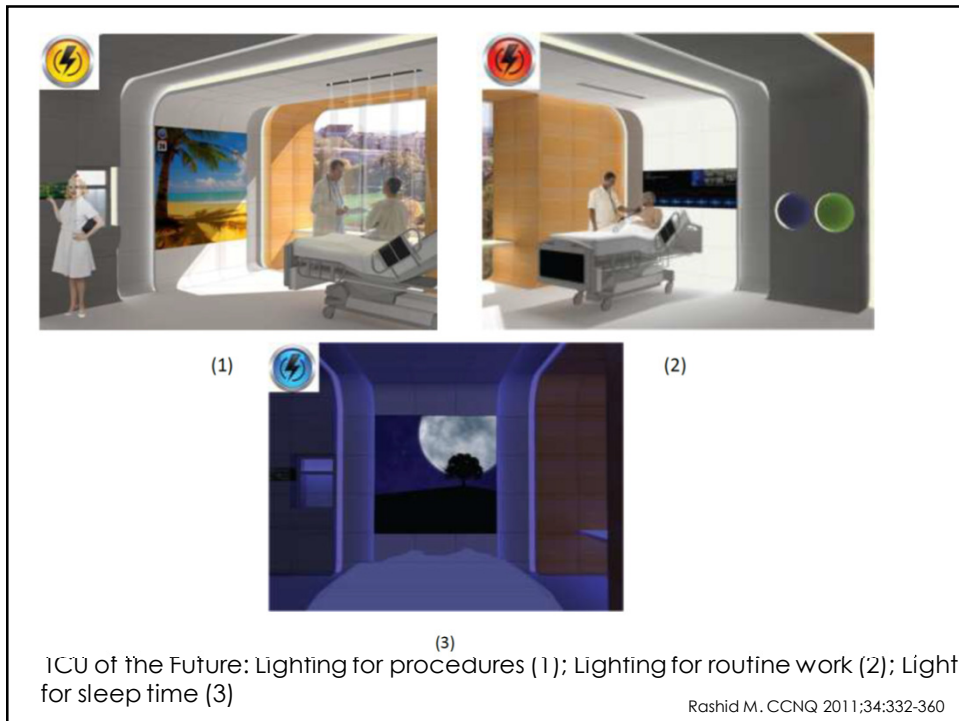 (1)
(2)
(3)
ICU of the Future: Lighting for procedures (1); Lighting for routine work (2); Light
for sleep time (3)
Rashid M. CCNQ 2011;34:332-360